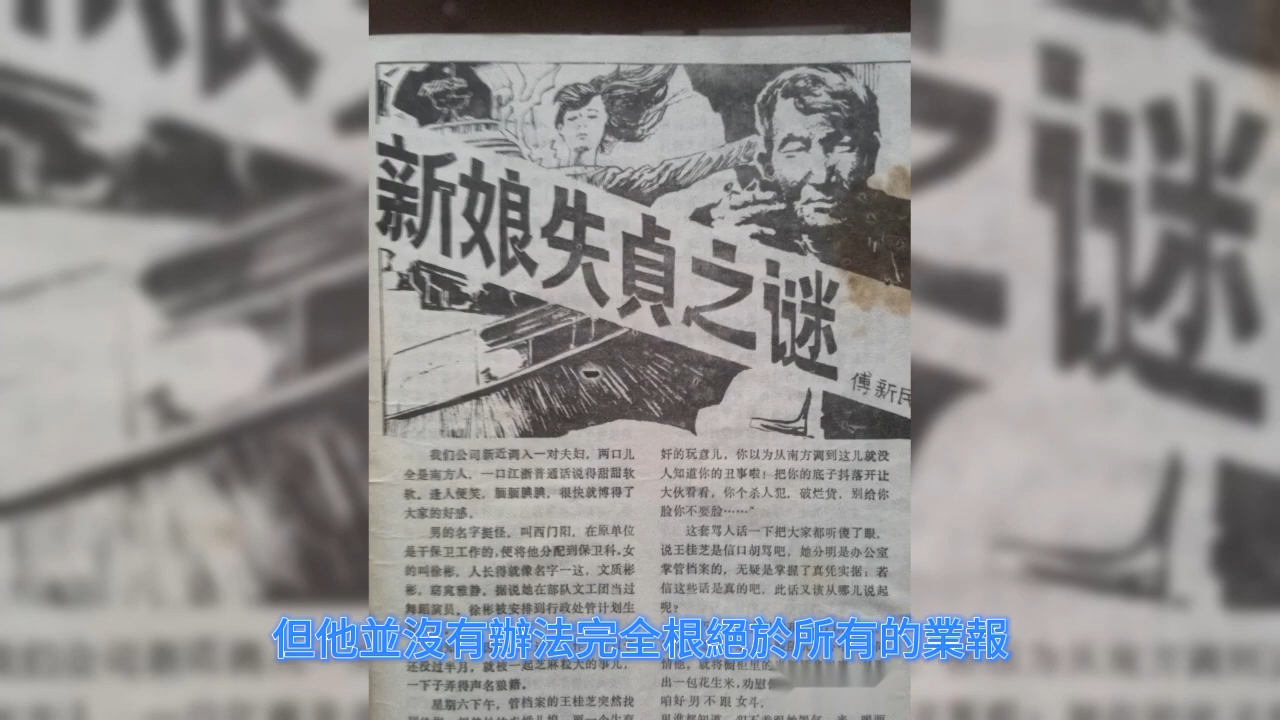 新娘失貞之谜
傅新民
我们公司新近调入一对夫妇，两口儿
全是南方人，一口江浙普通话说得甜甜软
软。逢人便笑，腼腼腆腆，很快就博得了
大家的好感。
男的名字挺怪，叫西门阳，在原单位
是干保卫工作的，便将他分配到保卫科。女
的叫徐彬，人长得就像名字一这，文质彬
彬，窈窕雅静。据说她在部队文工团当过
舞蹈演员，徐彬被安排到行政处管计划生
还没过半月，就被一起芝麻粒大的事儿，
一下子弄得声名狼籍。
星期六下午，管档案的王桂芝突然找
好的玩意儿，你以为从南方调到这儿就没
人知道你的丑事啦！把你的底子抖落开让
大伙看看，你个杀人犯，破烂货，别给你
脸你不要脸……”
这套骂人话一下把大家都听傻了眼，
说王桂芝是信口胡骂吧，她分明是办公室
掌管档案的，无疑是掌握了真凭实据；若
信这些话是真的吧，此话又该从哪儿说起
呢？
出一包花生米，劝慰
咱好男不跟女斗。
但他並沒有辦法完全根絕於所有的業報